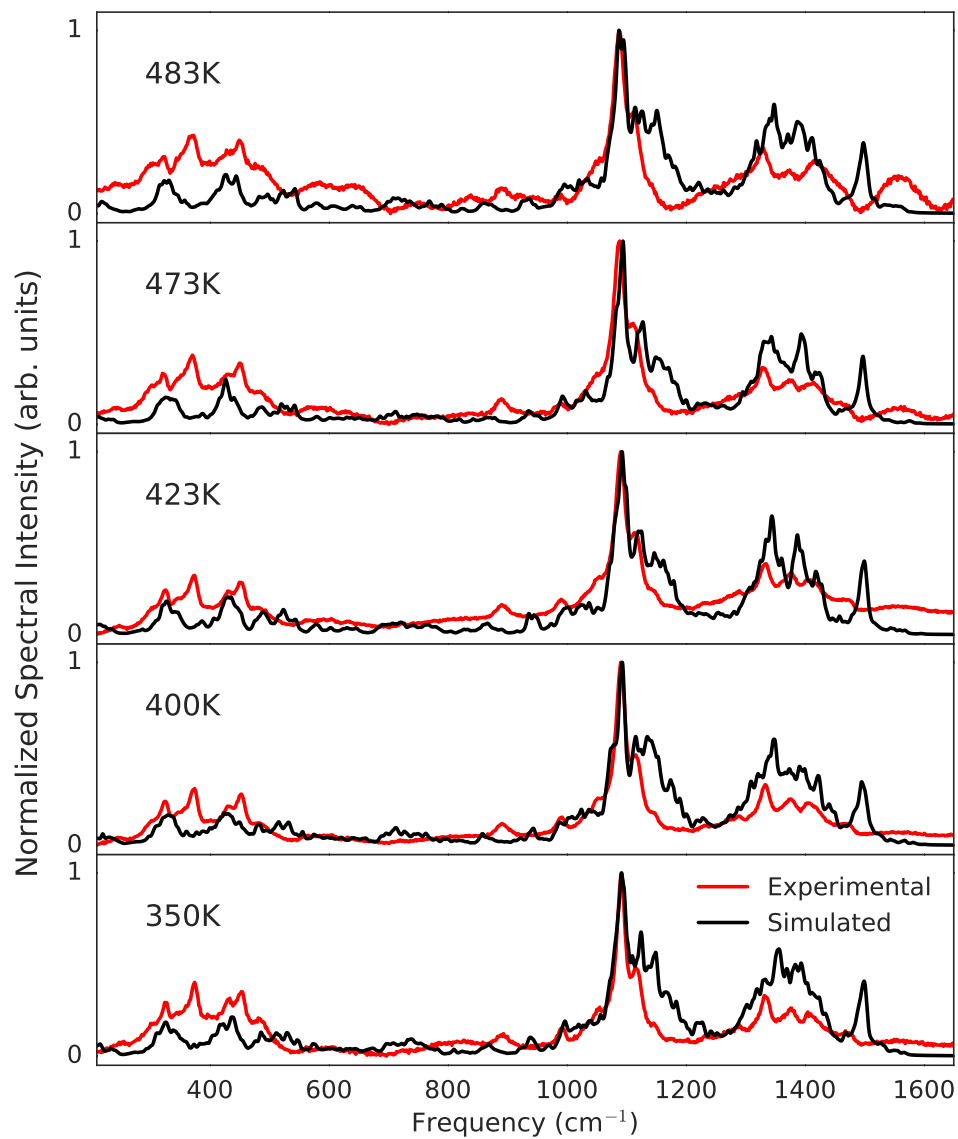 Normalized Spectral Intensity (arb. units)
1
483K
0
1
473K
0
1
423K
0
1
400K
0
1
350K
Experimental
Simulated
0
400 600 800 1000 1200 1400 1600
Frequency (cm⁻¹)